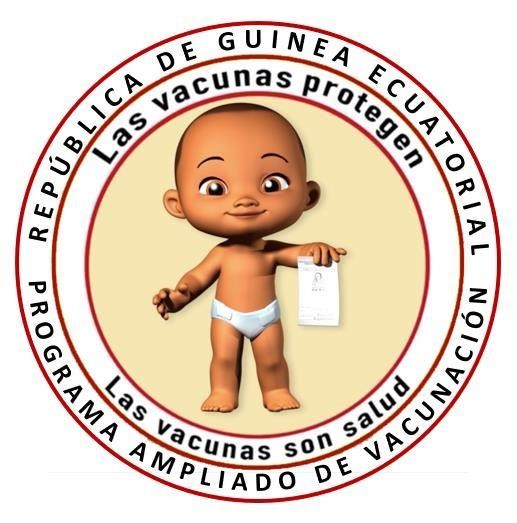 REPÚBLICA DE GUINEA ECUATORIAL
Las vacunas protegen
Las vacunas son salud
PROGRAMA AMPLIADO DE VACUNACIÓN